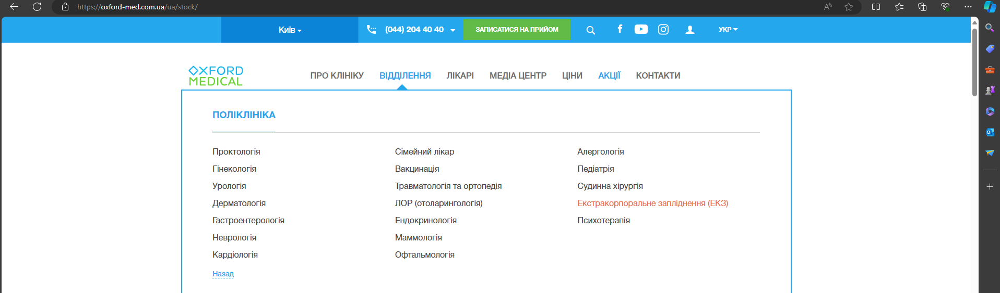 https://oxford-med.com.ua/ua/stock/
Київ
(044) 204 40 40
ЗАПИСАТИСЯ НА ПРИЙОМ
УКР
OXFORD
MEDICAL
ПРО КЛІНІКУ ВІДДІЛЕННЯ ЛІКАРІ МЕДІА ЦЕНТР ЦІНИ АКЦІЇ КОНТАКТИ
ПОЛІКЛІНІКА
Проктологія
Гінекологія
Урологія
Дерматологія
Гастроентерологія
Неврологія
Кардіологія
Сімейний лікар
Вакцинація
Травматологія та ортопедія
ЛОР (отоларингологія)
Ендокринологія
Маммологія
Офтальмологія
Алергологія
Педіатрія
Судинна хірургія
Екстракорпоральне запліднення (ЕКЗ)
Психотерапія
Назад